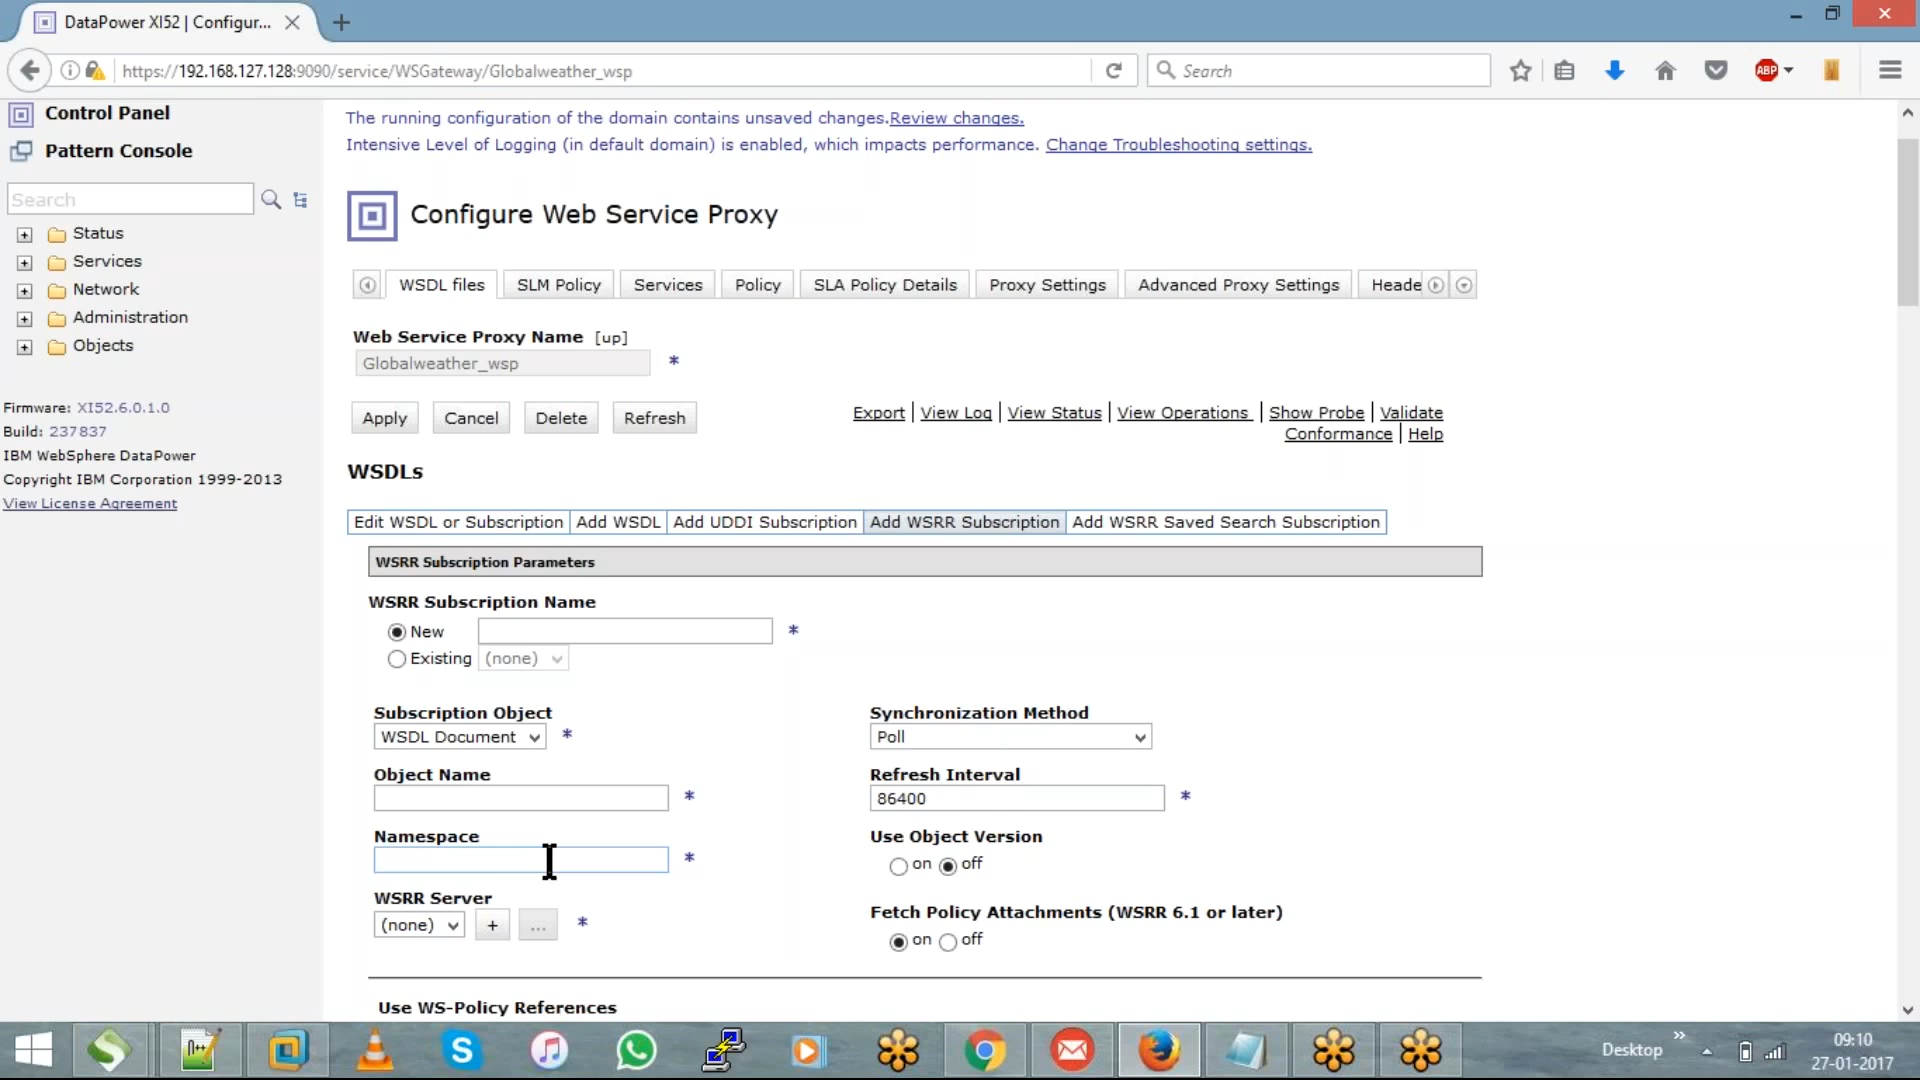 DataPower XI52 | Configur...
https://192.168.127.128:9090/service/WSGateway/Globalweather_wsp
Search
ABP
Control Panel
Pattern Console
Search
Status
Services
Network
Administration
Objects
Firmware: XI52.6.0.1.0
Build: 237837
IBM WebSphere DataPower
Copyright IBM Corporation 1999-2013
View License Agreement
The running configuration of the domain contains unsaved changes.Review changes.
Intensive Level of Logging (in default domain) is enabled, which impacts performance. Change Troubleshooting settings.
Configure Web Service Proxy
WSDL files SLM Policy Services Policy SLA Policy Details Proxy Settings Advanced Proxy Settings Heade
Web Service Proxy Name [up]
Globalweather_wsp *
Apply Cancel Delete Refresh
Export | View Log | View Status | View Operations | Show Probe | Validate
Conformance | Help
WSDLs
Edit WSDL or Subscription Add WSDL Add UDDI Subscription Add WSRR Subscription Add WSRR Saved Search Subscription
WSRR Subscription Parameters
WSRR Subscription Name
New *
Existing (none)
Subscription Object
WSDL Document *
Synchronization Method
Poll
Object Name
*
Refresh Interval
86400 *
Namespace
*
Use Object Version
on off
WSRR Server
(none) + ... *
Fetch Policy Attachments (WSRR 6.1 or later)
on off
Use WS-Policy References
N++
S
Desktop
09:10
27-01-2017